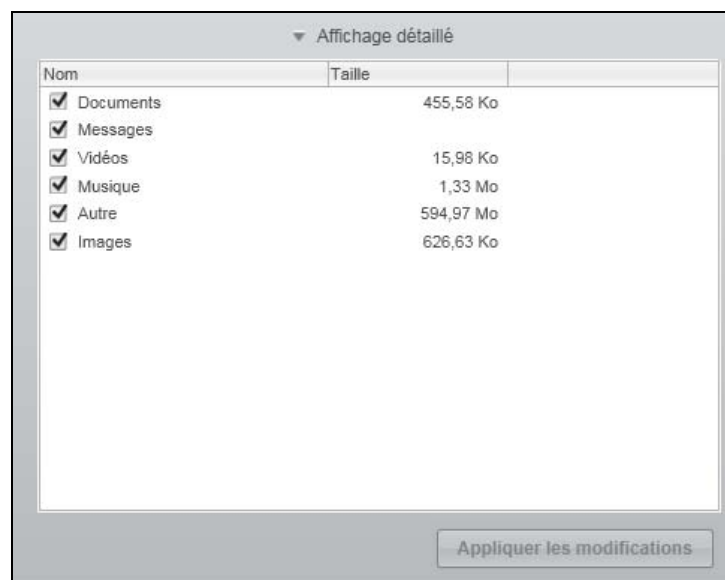 Affichage détaillé
Nom Taille
Documents 455,58 Ko
Messages
Vidéos 15,98 Ko
Musique 1,33 Mo
Autre 594,97 Mo
Images 626,63 Ko
Appliquer les modifications